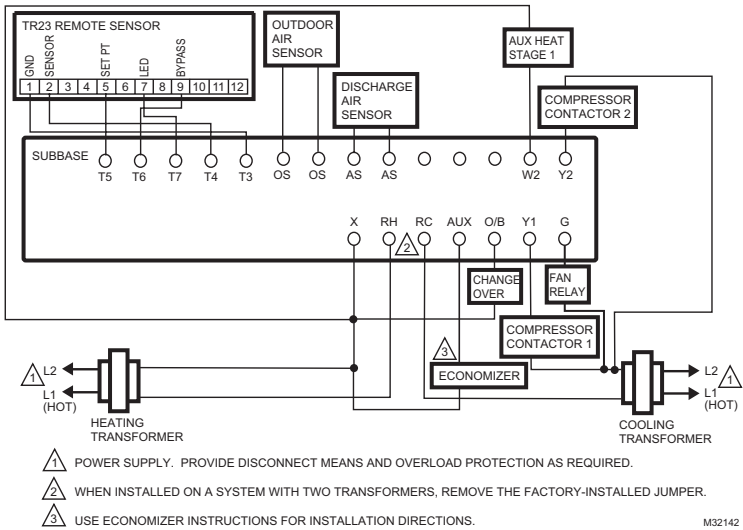 TR23 REMOTE SENSOR
GND
SENSOR
SET PT
LED
BYPASS
1 2 3 4 5 6 7 8 9 10 11 12
OUTDOOR
AIR
SENSOR
DISCHARGE
AIR
SENSOR
AUX HEAT
STAGE 1
COMPRESSOR
CONTACTOR 2
SUBBASE
T5 T6 T7 T4 T3 OS OS AS AS W2 Y2
X RH RC AUX O/B Y1 G
2
CHANGE
OVER
FAN
RELAY
COMPRESSOR
CONTACTOR 1
3
ECONOMIZER
1
L2
L1
(HOT)
HEATING
TRANSFORMER
L2
1
L1
(HOT)
COOLING
TRANSFORMER
1 POWER SUPPLY. PROVIDE DISCONNECT MEANS AND OVERLOAD PROTECTION AS REQUIRED.
2 WHEN INSTALLED ON A SYSTEM WITH TWO TRANSFORMERS, REMOVE THE FACTORY-INSTALLED JUMPER.
3 USE ECONOMIZER INSTRUCTIONS FOR INSTALLATION DIRECTIONS.
M32142